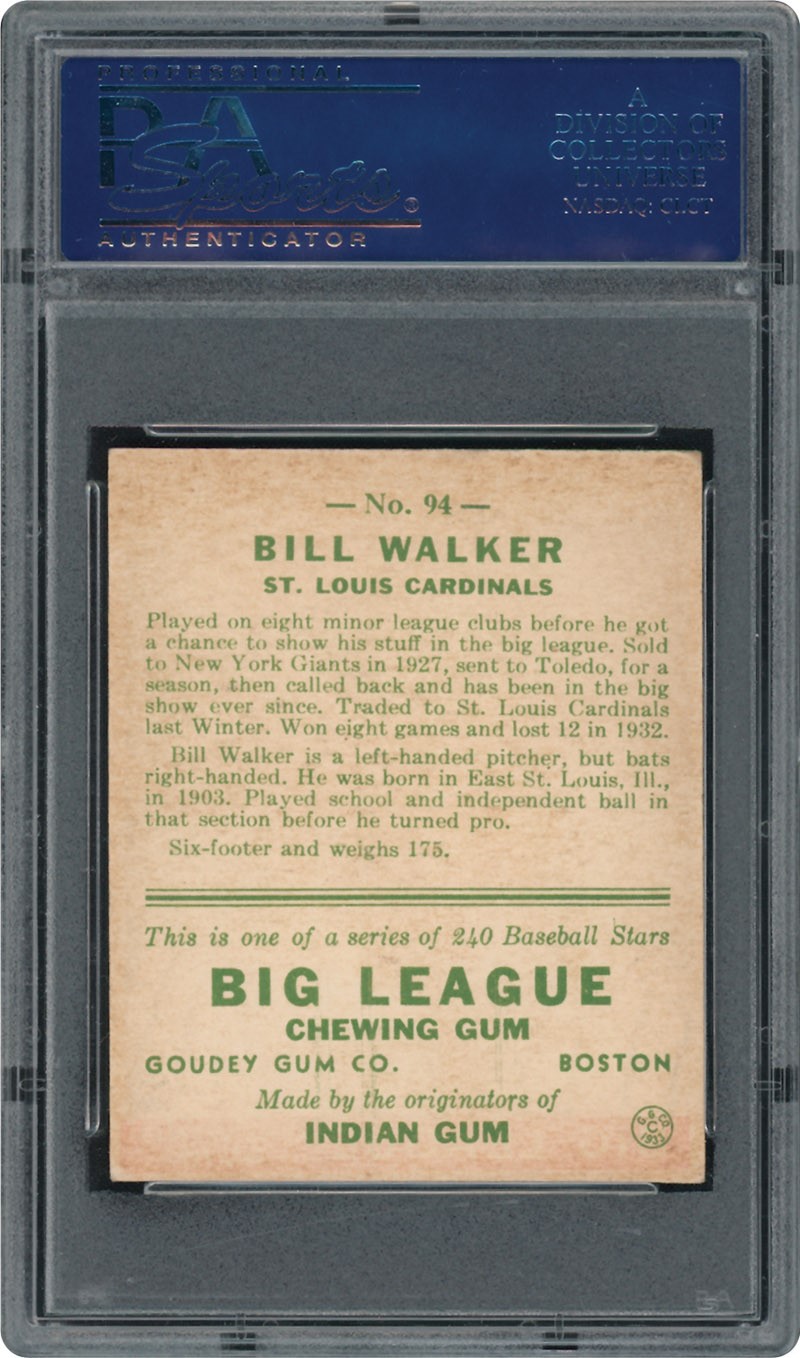 PROFESSIONAL
PSA
Sports®
AUTHENTICATOR
A
DIVISION OF
COLLECTORS
UNIVERSE
NASDAQ: CLCT
— No. 94 —
BILL WALKER
ST. LOUIS CARDINALS
Played on eight minor league clubs before he got
a chance to show his stuff in the big league. Sold
to New York Giants in 1927, sent to Toledo, for a
season, then called back and has been in the big
show ever since. Traded to St. Louis Cardinals
last Winter. Won eight games and lost 12 in 1932.
Bill Walker is a left-handed pitcher, but bats
right-handed. He was born in East St. Louis, Ill.,
in 1903. Played school and independent ball in
that section before he turned pro.
Six-footer and weighs 175.
This is one of a series of 240 Baseball Stars
BIG LEAGUE
CHEWING GUM
GOUDEY GUM CO. BOSTON
Made by the originators of
INDIAN GUM
G. G. CO.
C
1933
PSA